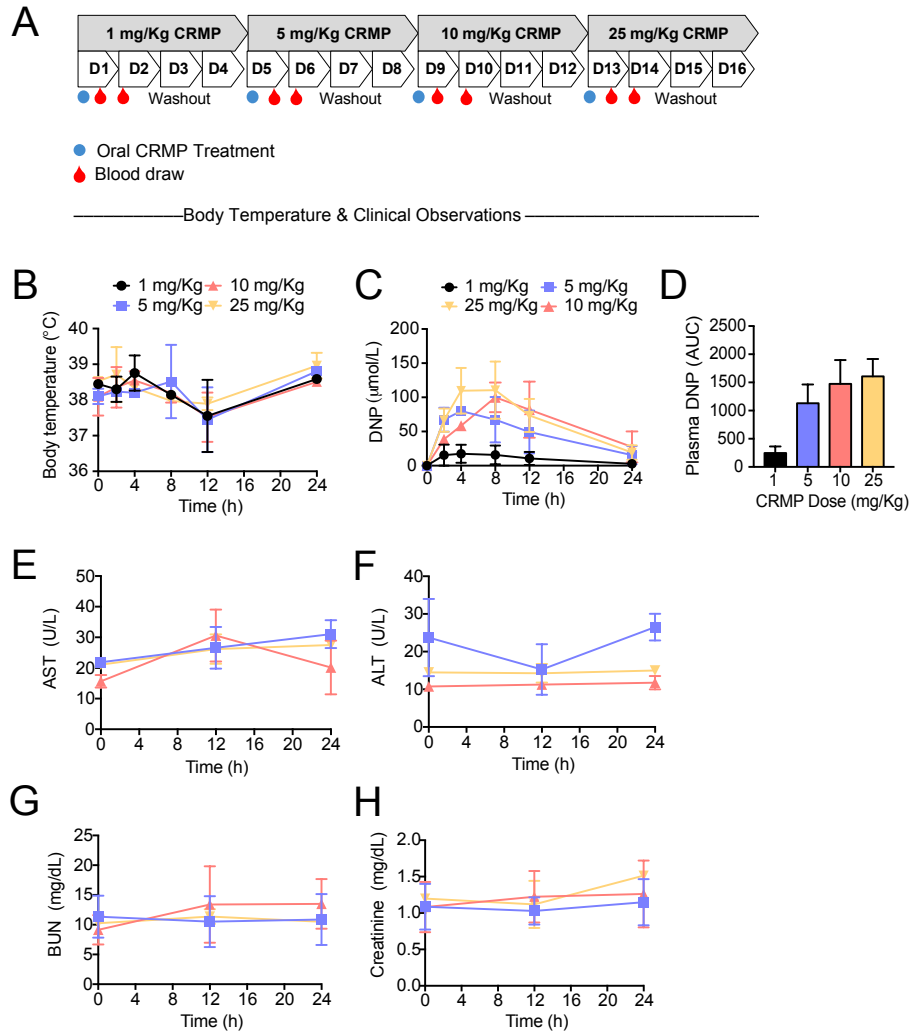 A
1 mg/Kg CRMP 5 mg/Kg CRMP 10 mg/Kg CRMP 25 mg/Kg CRMP
D1 D2 D3 D4 D5 D6 D7 D8 D9 D10 D11 D12 D13 D14 D15 D16
Washout Washout Washout Washout
Oral CRMP Treatment
Blood draw
Body Temperature & Clinical Observations
B
1 mg/Kg 10 mg/Kg
5 mg/Kg 25 mg/Kg
Body temperature (°C)
40
39
38
37
36
0 4 8 12 16 20 24
Time (h)
C
1 mg/Kg 5 mg/Kg
25 mg/Kg 10 mg/Kg
DNP (μmol/L)
200
150
100
50
0
0 4 8 12 16 20 24
Time (h)
D
Plasma DNP (AUC)
2500
2000
1500
1000
500
0
1 5 10 25
CRMP Dose (mg/Kg)
E
AST (U/L)
50
40
30
20
10
0
0 4 8 12 16 20 24
Time (h)
F
ALT (U/L)
40
30
20
10
0
0 4 8 12 16 20 24
Time (h)
G
BUN (mg/dL)
25
20
15
10
5
0
0 4 8 12 16 20 24
Time (h)
H
Creatinine (mg/dL)
2.0
1.5
1.0
0.5
0.0
0 4 8 12 16 20 24
Time (h)